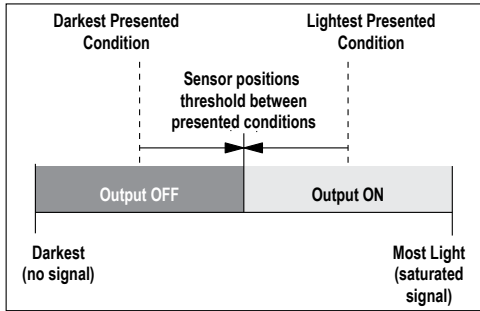 Darkest Presented
Condition
Lightest Presented
Condition
Sensor positions
threshold between
presented conditions
Output OFF
Output ON
Darkest
(no signal)
Most Light
(saturated
signal)